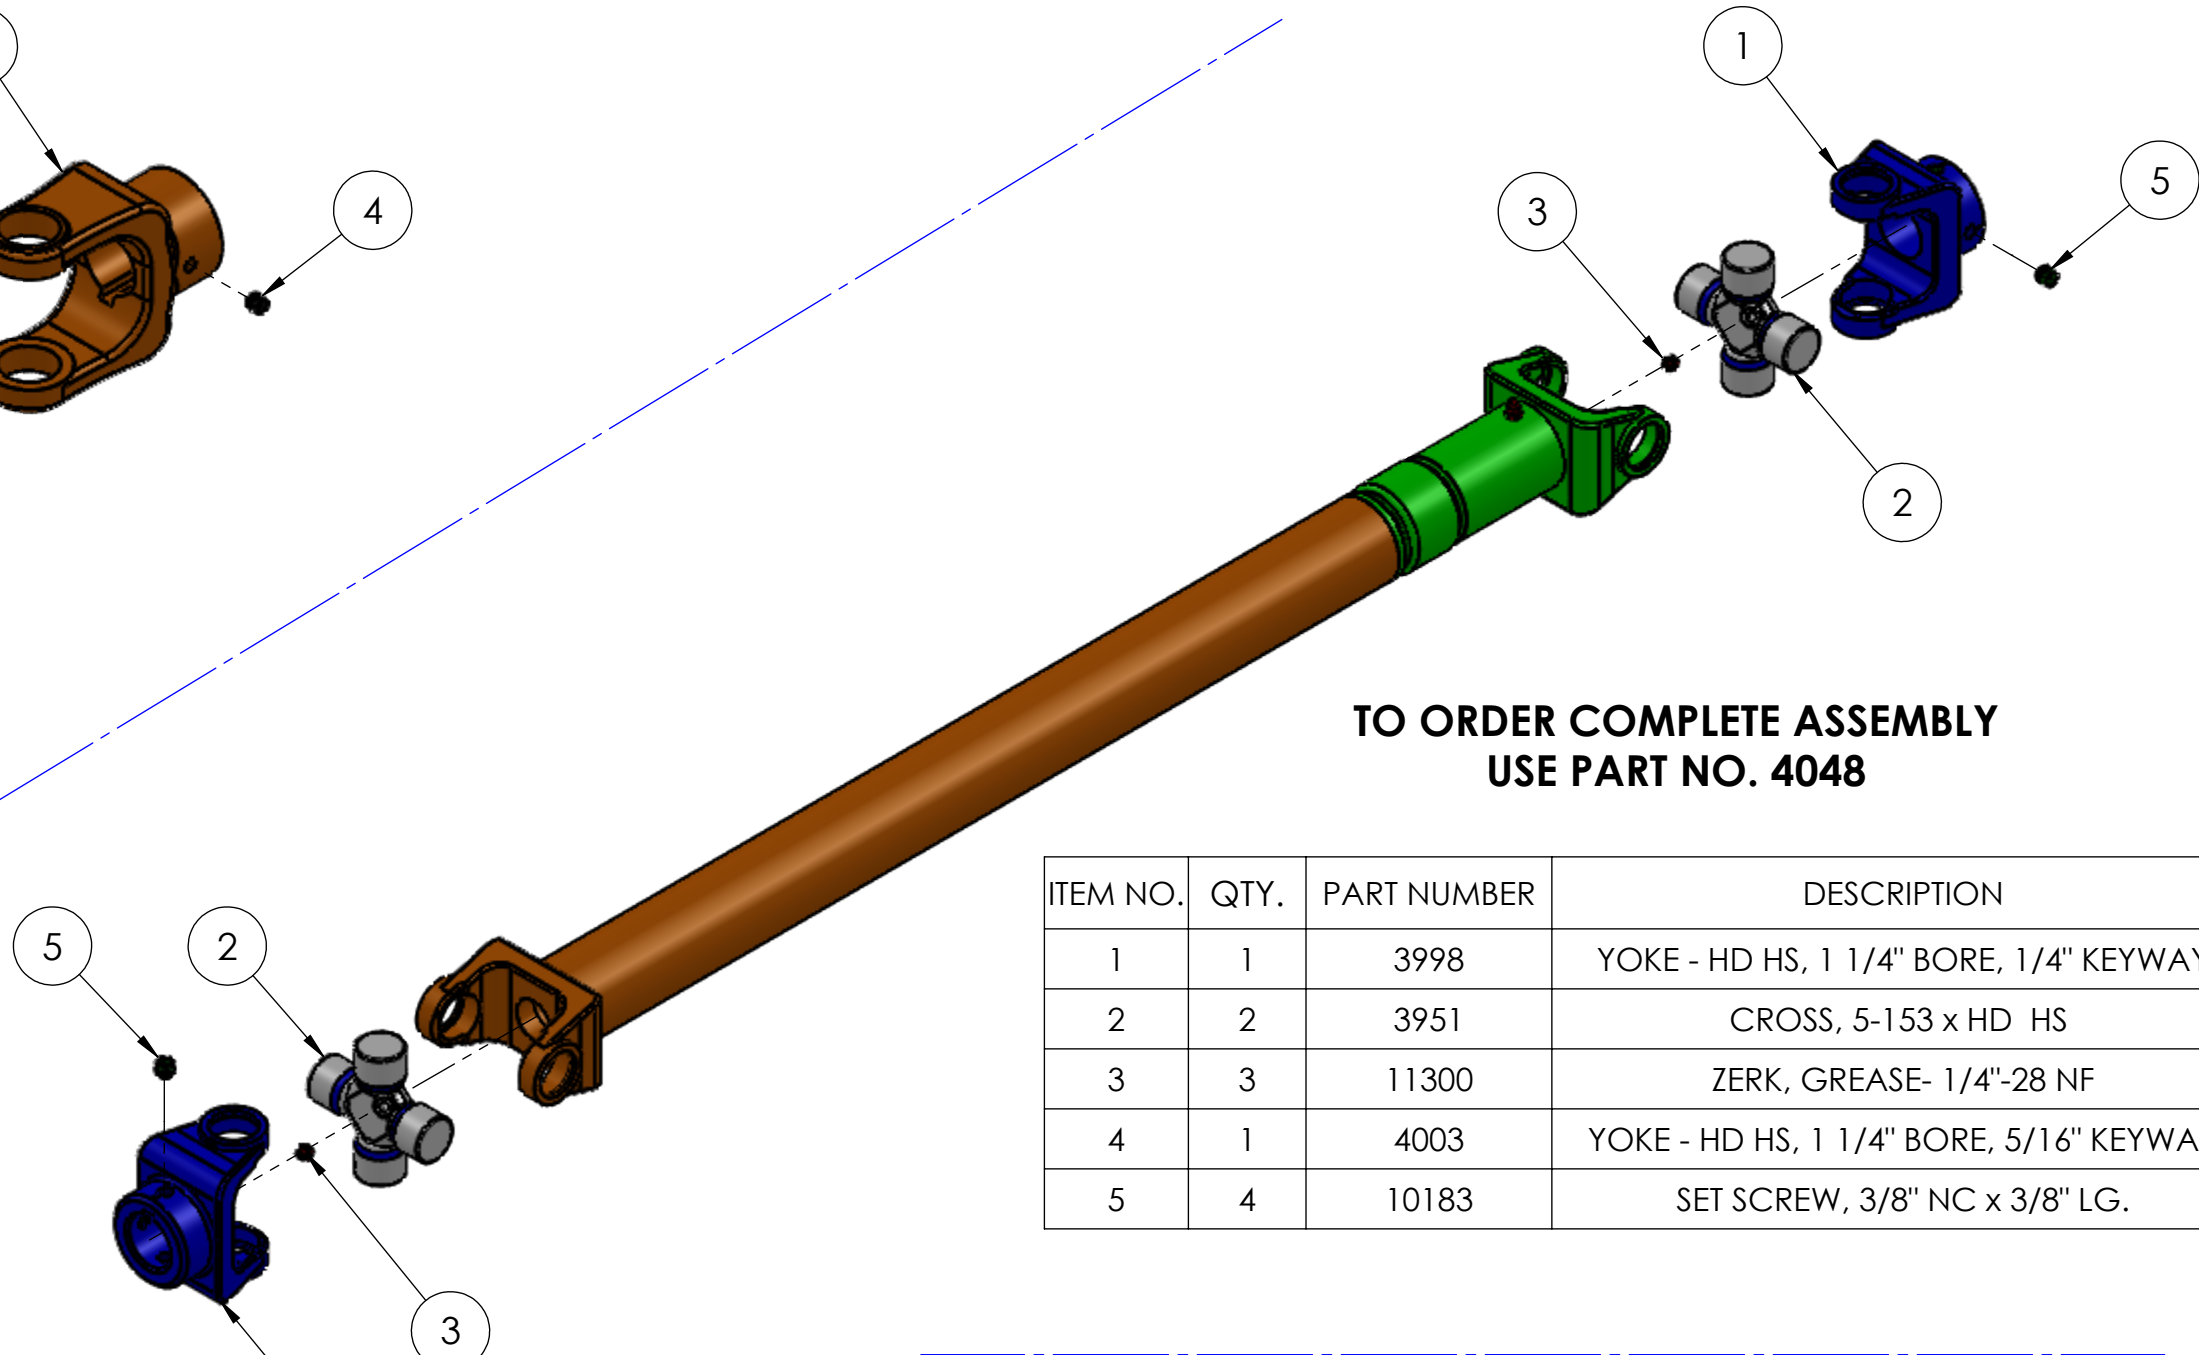 1
5
4
3
2
TO ORDER COMPLETE ASSEMBLY
USE PART NO. 4048
ITEM NO. QTY. PART NUMBER DESCRIPTION
1 1 3998 YOKE - HD HS, 1 1/4" BORE, 1/4" KEYWAY
2 2 3951 CROSS, 5-153 x HD HS
3 3 11300 ZERK, GREASE- 1/4"-28 NF
4 1 4003 YOKE - HD HS, 1 1/4" BORE, 5/16" KEYWA
5 4 10183 SET SCREW, 3/8" NC x 3/8" LG.
5
2
3